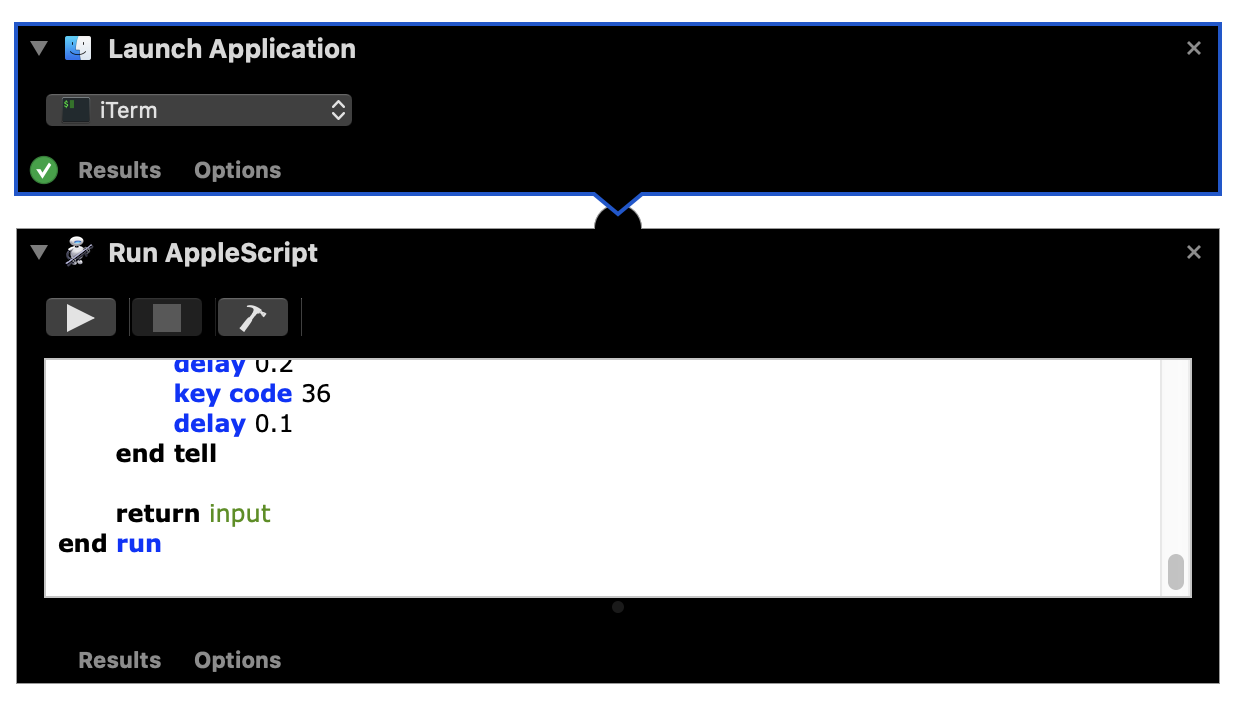 Launch Application
iTerm
Results Options
Run AppleScript
delay 0.2
key code 36
delay 0.1
end tell
return input
end run
Results Options